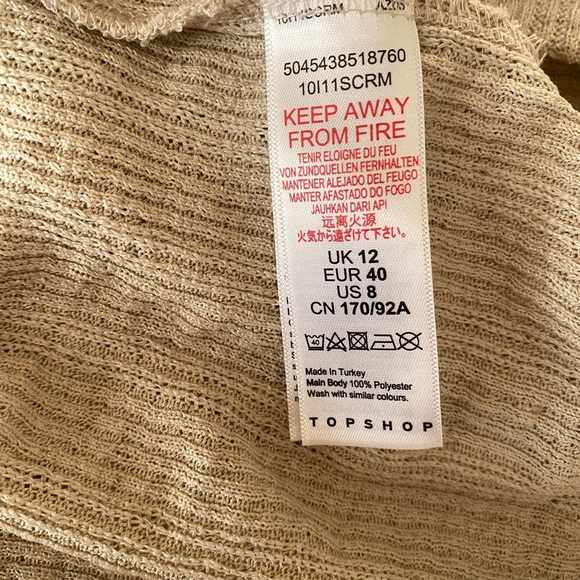 5045438518760
10I11SCRM
KEEP AWAY
FROM FIRE
TENIR ELOIGNE DU FEU
VON ZUNDQUELLEN FERNHALTEN
MANTENER ALEJADO DEL FEUGO
MANTER AFASTADO DO FOGO
JAUHKAN DARI API
远离火源
火気から遠ざけて下さい。
UK 12
EUR 40
US 8
CN 170/92A
40
Made in Turkey
Main Body 100% Polyester
Wash with similar colours.
TOPSHOP